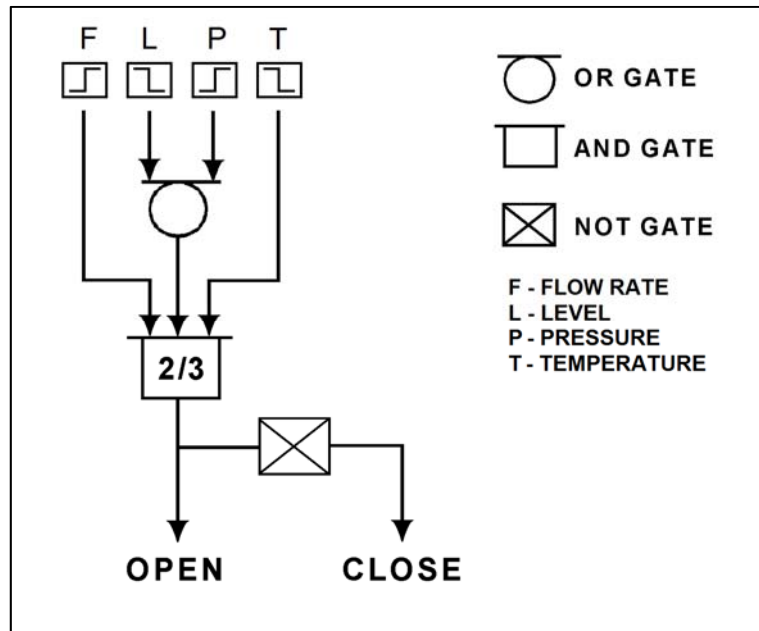 F L P T
OR GATE
AND GATE
NOT GATE
F - FLOW RATE
L - LEVEL
P - PRESSURE
T - TEMPERATURE
2/3
OPEN CLOSE